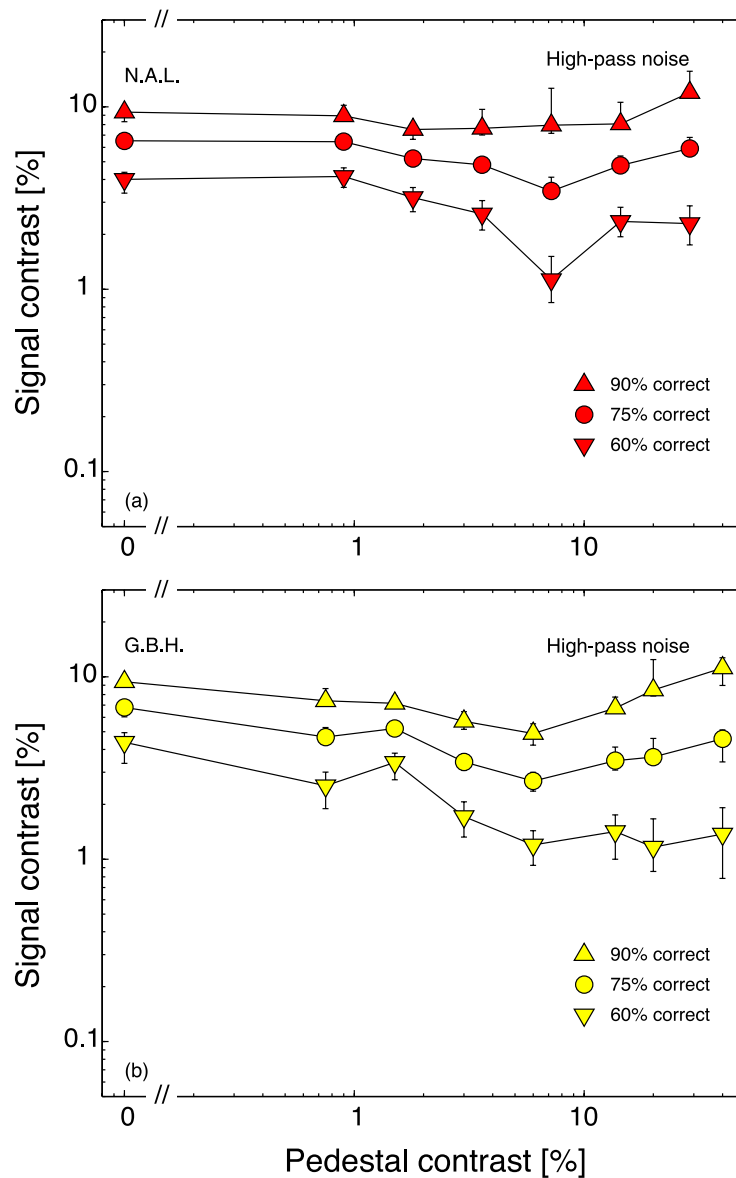 //
N.A.L.
High-pass noise
10
1
0.1
Signal contrast [%]
90% correct
75% correct
60% correct
(a)
//
0
1
10
//
G.B.H.
High-pass noise
10
1
0.1
Signal contrast [%]
90% correct
75% correct
60% correct
(b)
//
0
1
10
Pedestal contrast [%]